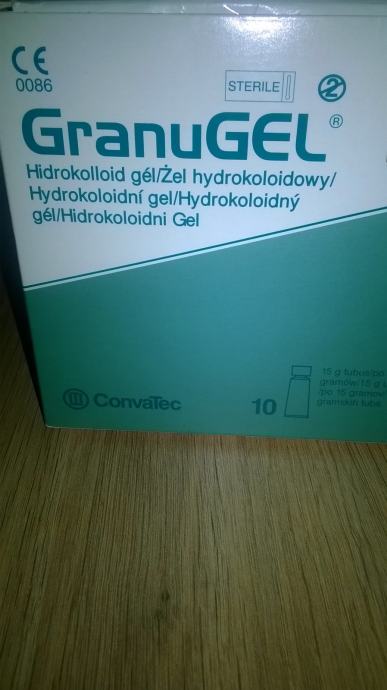 CE
0086
STERILE
2
GranuGEL®
Hidrokolloid gél/Żel hydrokoloidowy/
Hydrokoloidní gel/Hydrokoloidný
gél/Hidrokoloidni Gel
ConvaTec
10
15 g tubus/po
gramów/15 g
/po 15 gramov
gramskih tuba